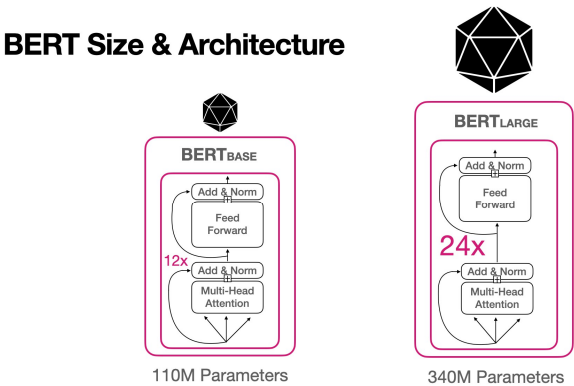 BERT Size & Architecture
BERTBASE
Add & Norm
Feed
Forward
12x
Add & Norm
Multi-Head
Attention
110M Parameters
BERTLARGE
Add & Norm
Feed
Forward
24x
Add & Norm
Multi-Head
Attention
340M Parameters